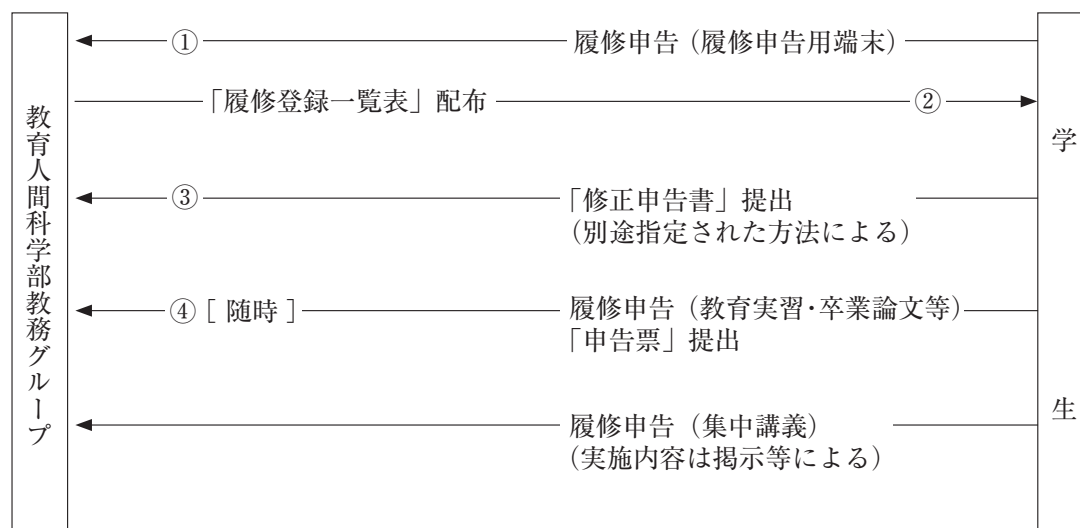 教育人間科学部教務グループ
学生
① 履修申告（履修申告用端末）
「履修登録一覧表」配布 ②
③ 「修正申告書」提出
（別途指定された方法による）
④［ 随時 ］ 履修申告（教育実習･卒業論文等）
「申告票」提出
履修申告（集中講義）
（実施内容は掲示等による）